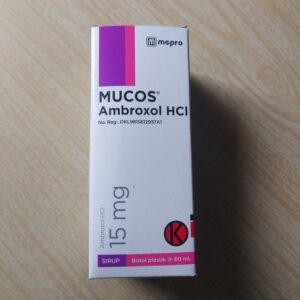 mepro
MUCOS®
Ambroxol HCl
No. Reg.: DKL9815812937A1
Ambroxol HCl
15 mg
K
SIRUP
Botol plastik @ 60 mL